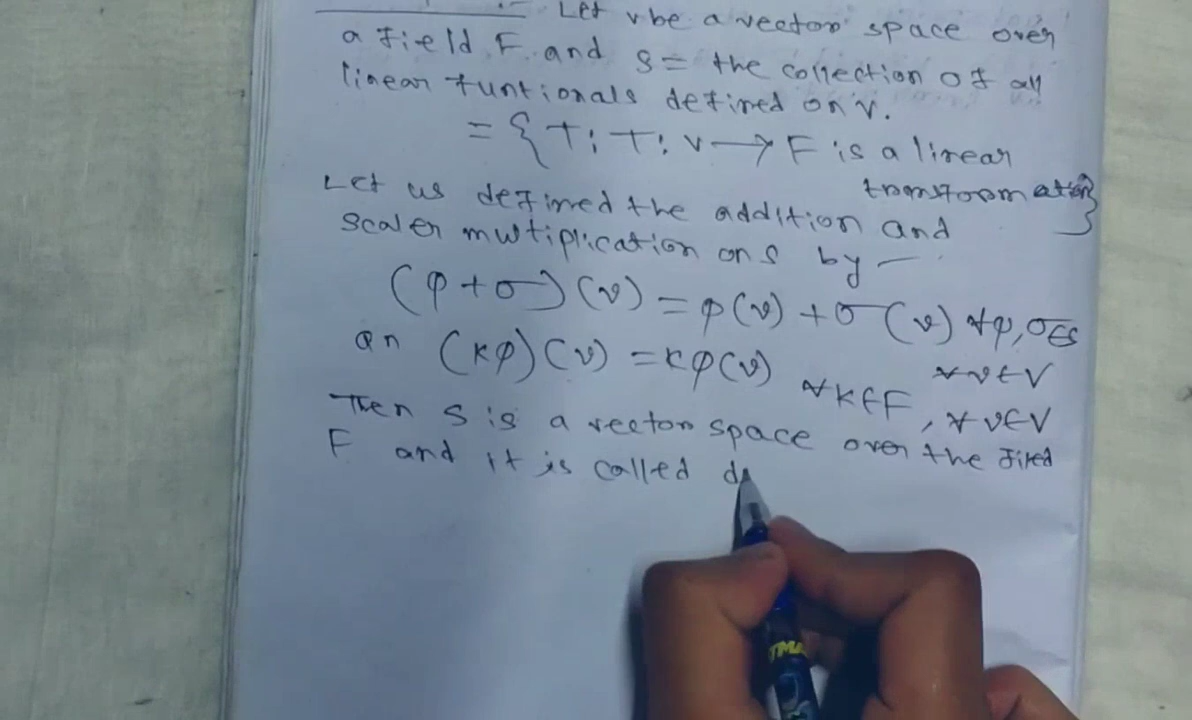 :- Let v be a vector space over
a field F and S = the collection of all
linear funtionals defined on v.
= { T: T: V → F is a linear
transformation }
Let us defined the addition and
scaler multiplication on S by —
(φ + σ)(v) = φ(v) + σ(v) ∀ φ, σ ∈ S
∀ v ∈ V
an (kφ)(v) = kφ(v) ∀ k ∈ F, ∀ v ∈ V
Then S is a vector space over the fired
F and it is called d
TMA